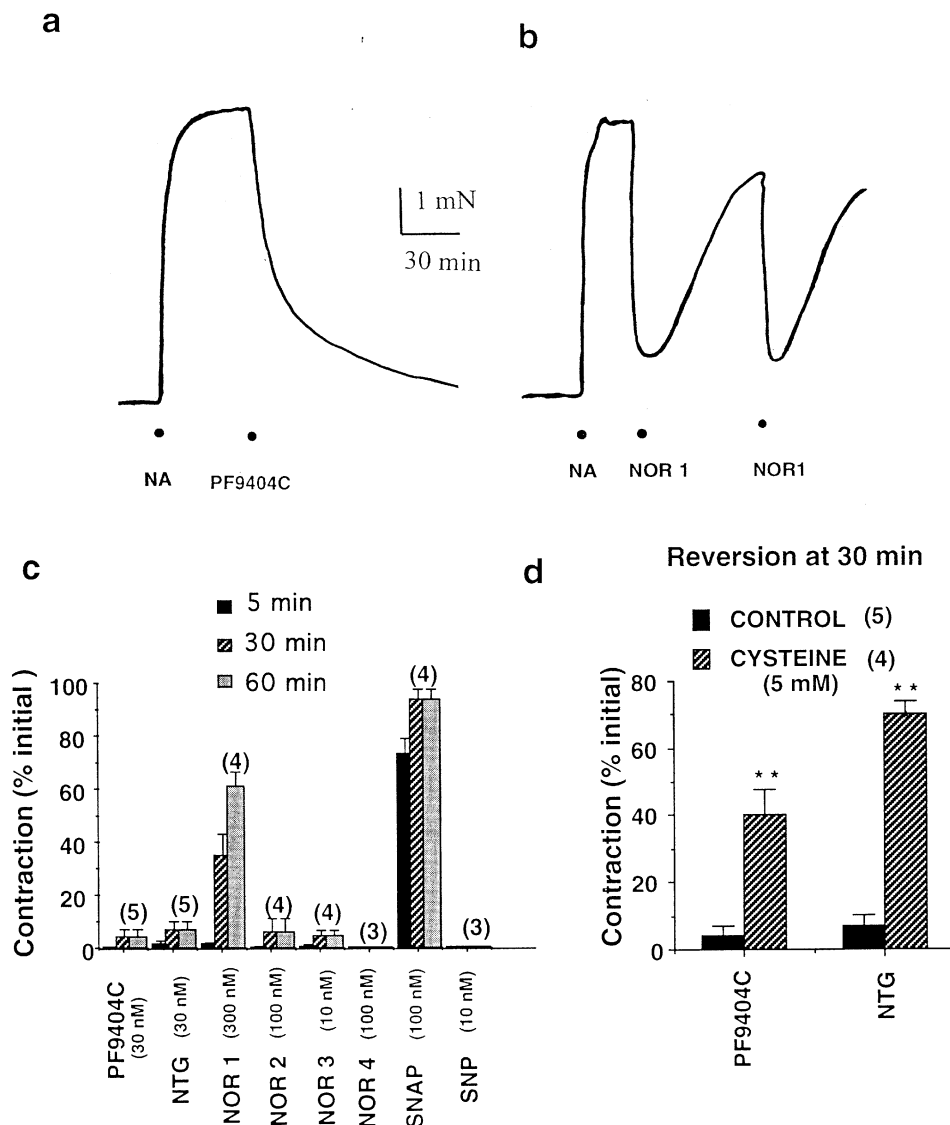 a
b
1 mN
30 min
NA
PF9404C
NA
NOR 1
NOR1
c
5 min
30 min
60 min
Contraction (% initial )
100
80
60
40
20
0
(5)
(5)
(4)
(4)
(4)
(3)
(4)
(3)
PF9404C
(30 nM)
NTG (30 nM)
NOR 1 (300 nM)
NOR 2 (100 nM)
NOR 3 (10 nM)
NOR 4 (100 nM)
SNAP (100 nM)
SNP (10 nM)
d
Reversion at 30 min
CONTROL (5)
CYSTEINE (4)
(5 mM)
Contraction (% initial)
80
60
40
20
0
* *
* *
PF9404C
NTG